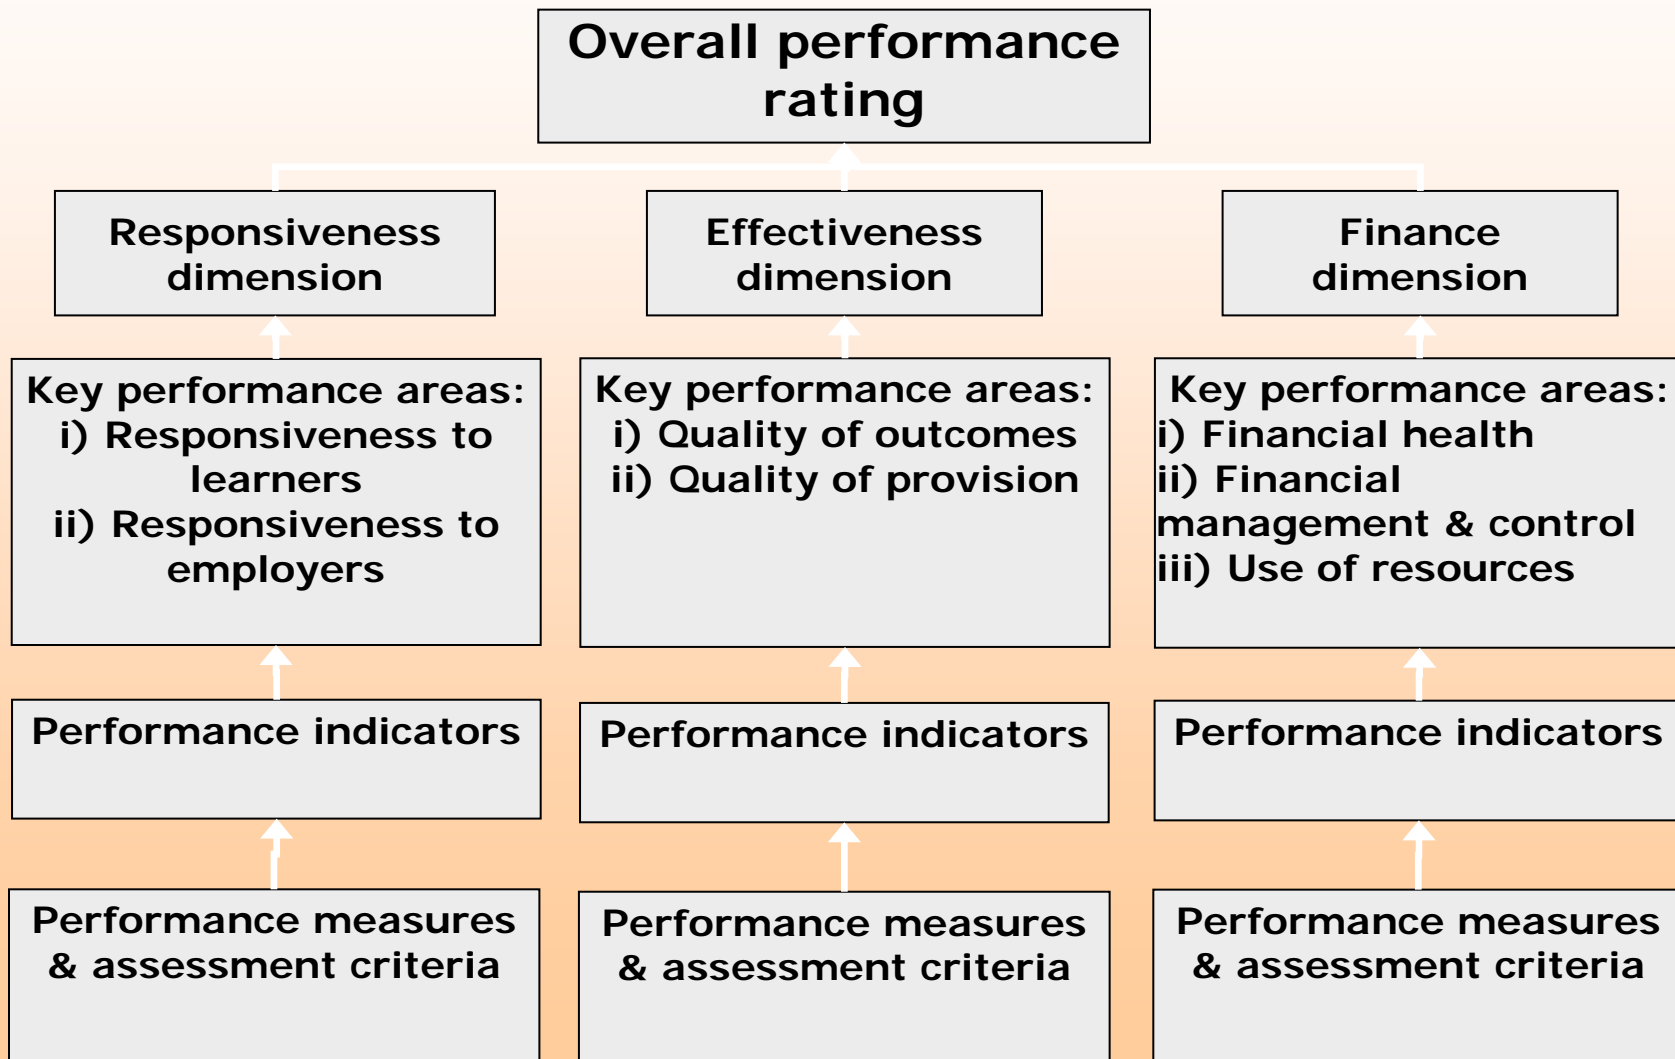 Overall performance
rating
Responsiveness
dimension
Effectiveness
dimension
Finance
dimension
Key performance areas:
i) Responsiveness to
learners
ii) Responsiveness to
employers
Key performance areas:
i) Quality of outcomes
ii) Quality of provision
Key performance areas:
i) Financial health
ii) Financial
management & control
iii) Use of resources
Performance indicators
Performance indicators
Performance indicators
Performance measures
& assessment criteria
Performance measures
& assessment criteria
Performance measures
& assessment criteria